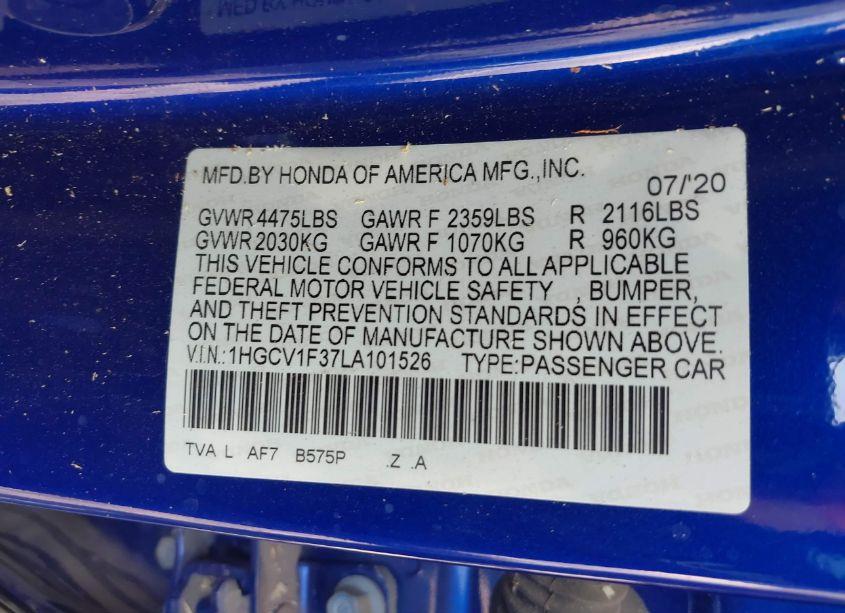 MFD.BY HONDA OF AMERICA MFG.,INC.
07/'20
GVWR 4475LBS GAWR F 2359LBS R 2116LBS
GVWR 2030KG GAWR F 1070KG R 960KG
THIS VEHICLE CONFORMS TO ALL APPLICABLE
FEDERAL MOTOR VEHICLE SAFETY , BUMPER,
AND THEFT PREVENTION STANDARDS IN EFFECT
ON THE DATE OF MANUFACTURE SHOWN ABOVE.
V.I.N.:1HGCV1F37LA101526 TYPE:PASSENGER CAR
TVA L AF7 B575P .Z .A